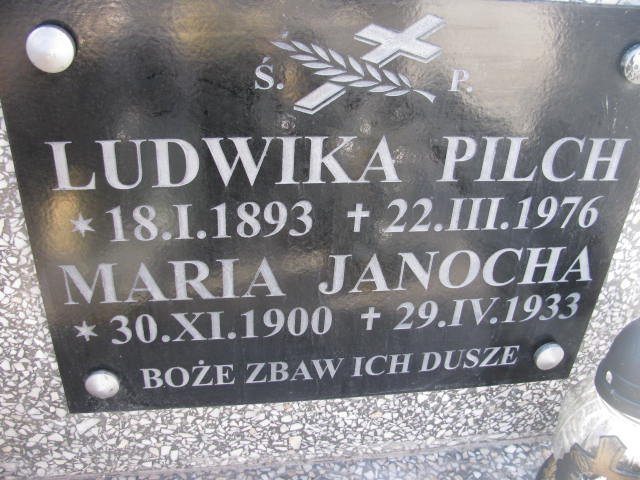 Ś. P.
LUDWIKA PILCH
* 18.I.1893 † 22.III.1976
MARIA JANOCHA
* 30.XI.1900 † 29.IV.1933
BOŻE ZBAW ICH DUSZE